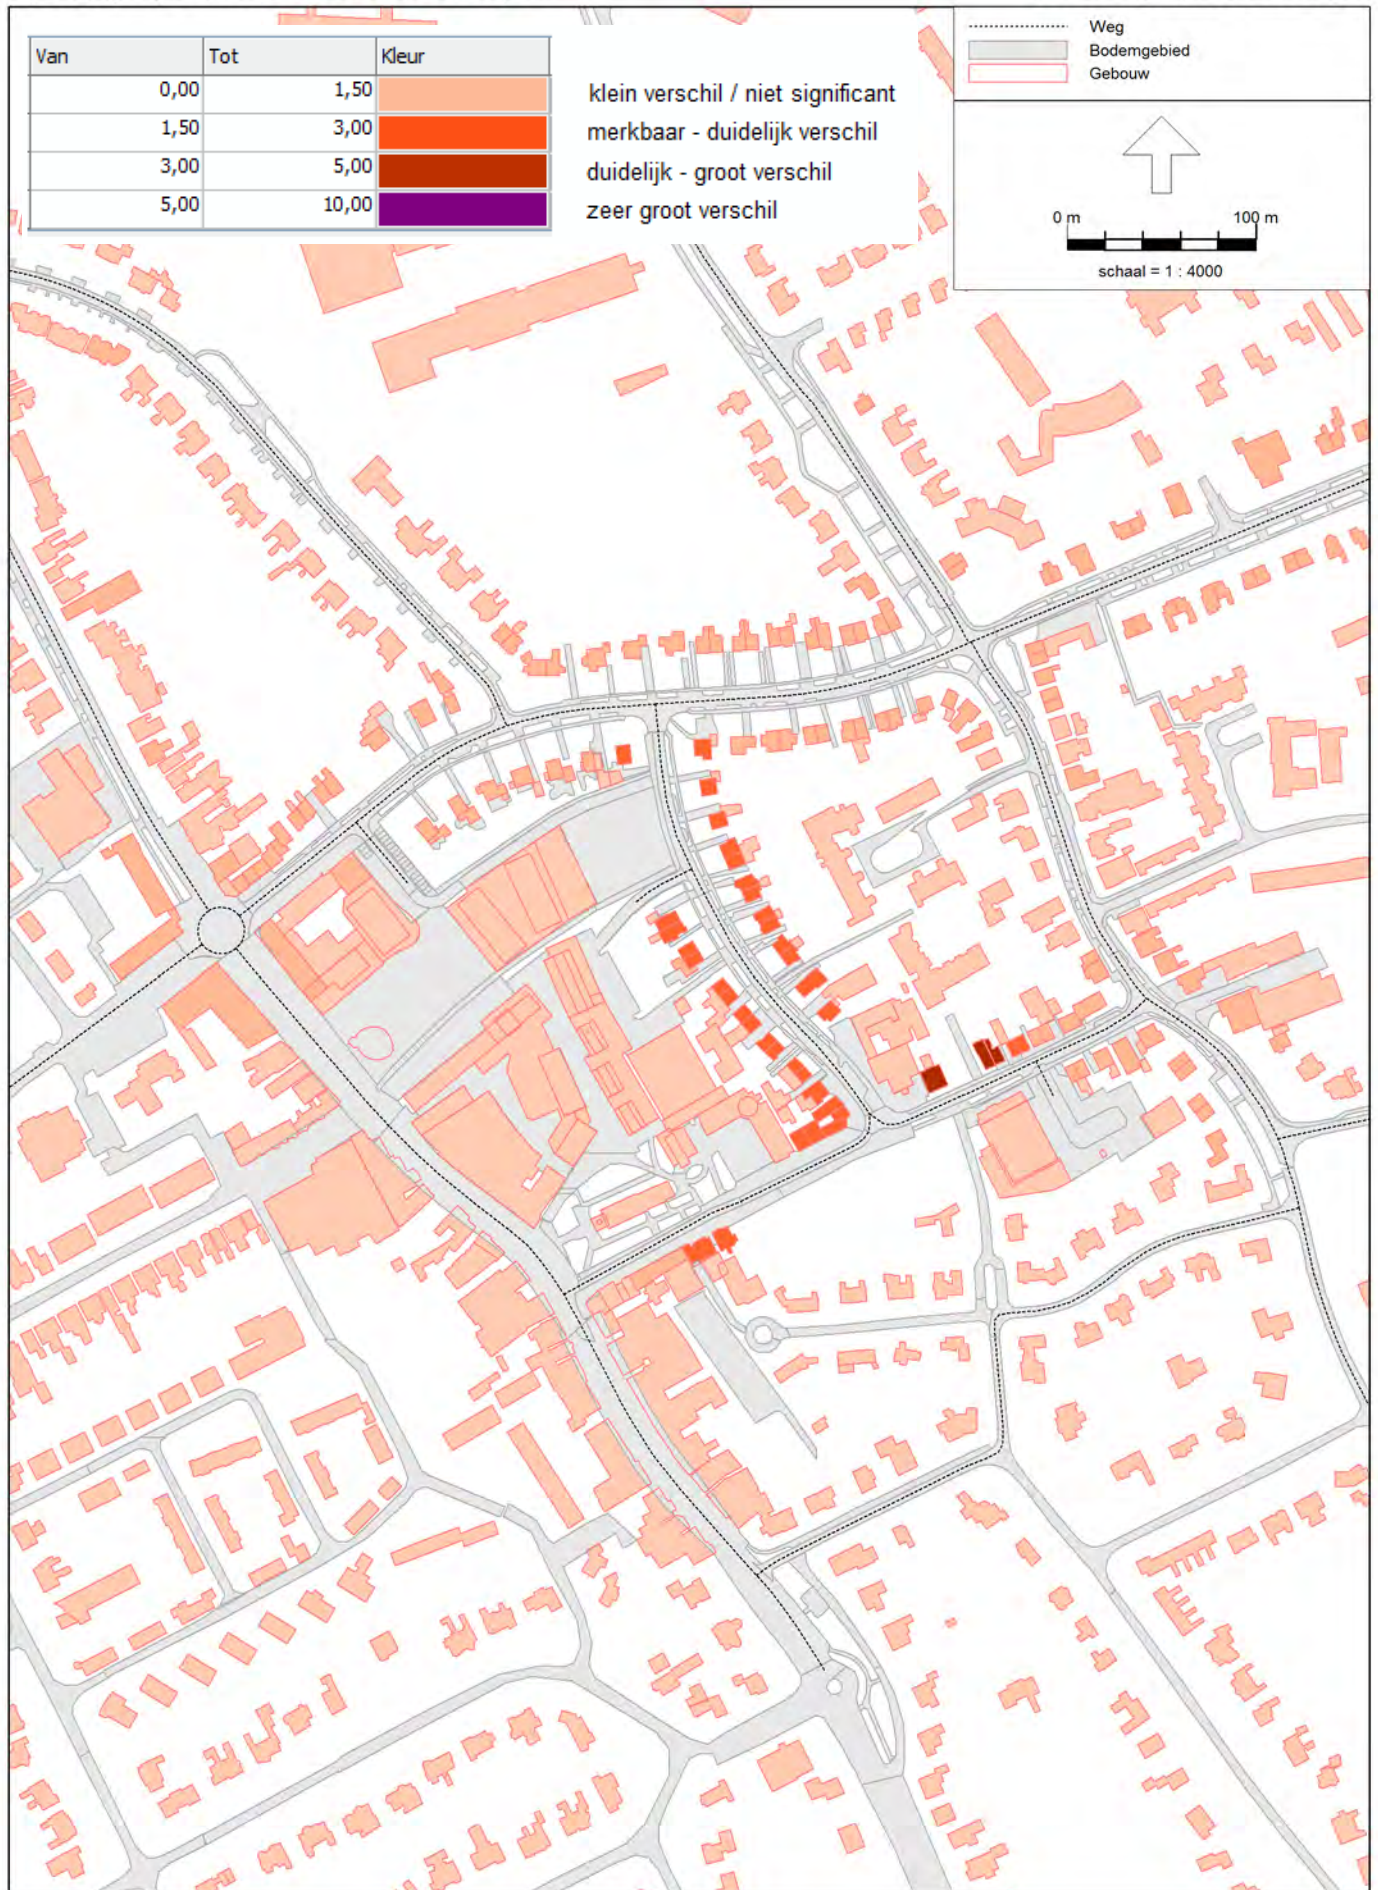 Van Tot Kleur
0,00 1,50 klein verschil / niet significant
1,50 3,00 merkbaar - duidelijk verschil
3,00 5,00 duidelijk - groot verschil
5,00 10,00 zeer groot verschil
Weg
Bodemgebied
Gebouw
0 m 100 m
schaal = 1 : 4000